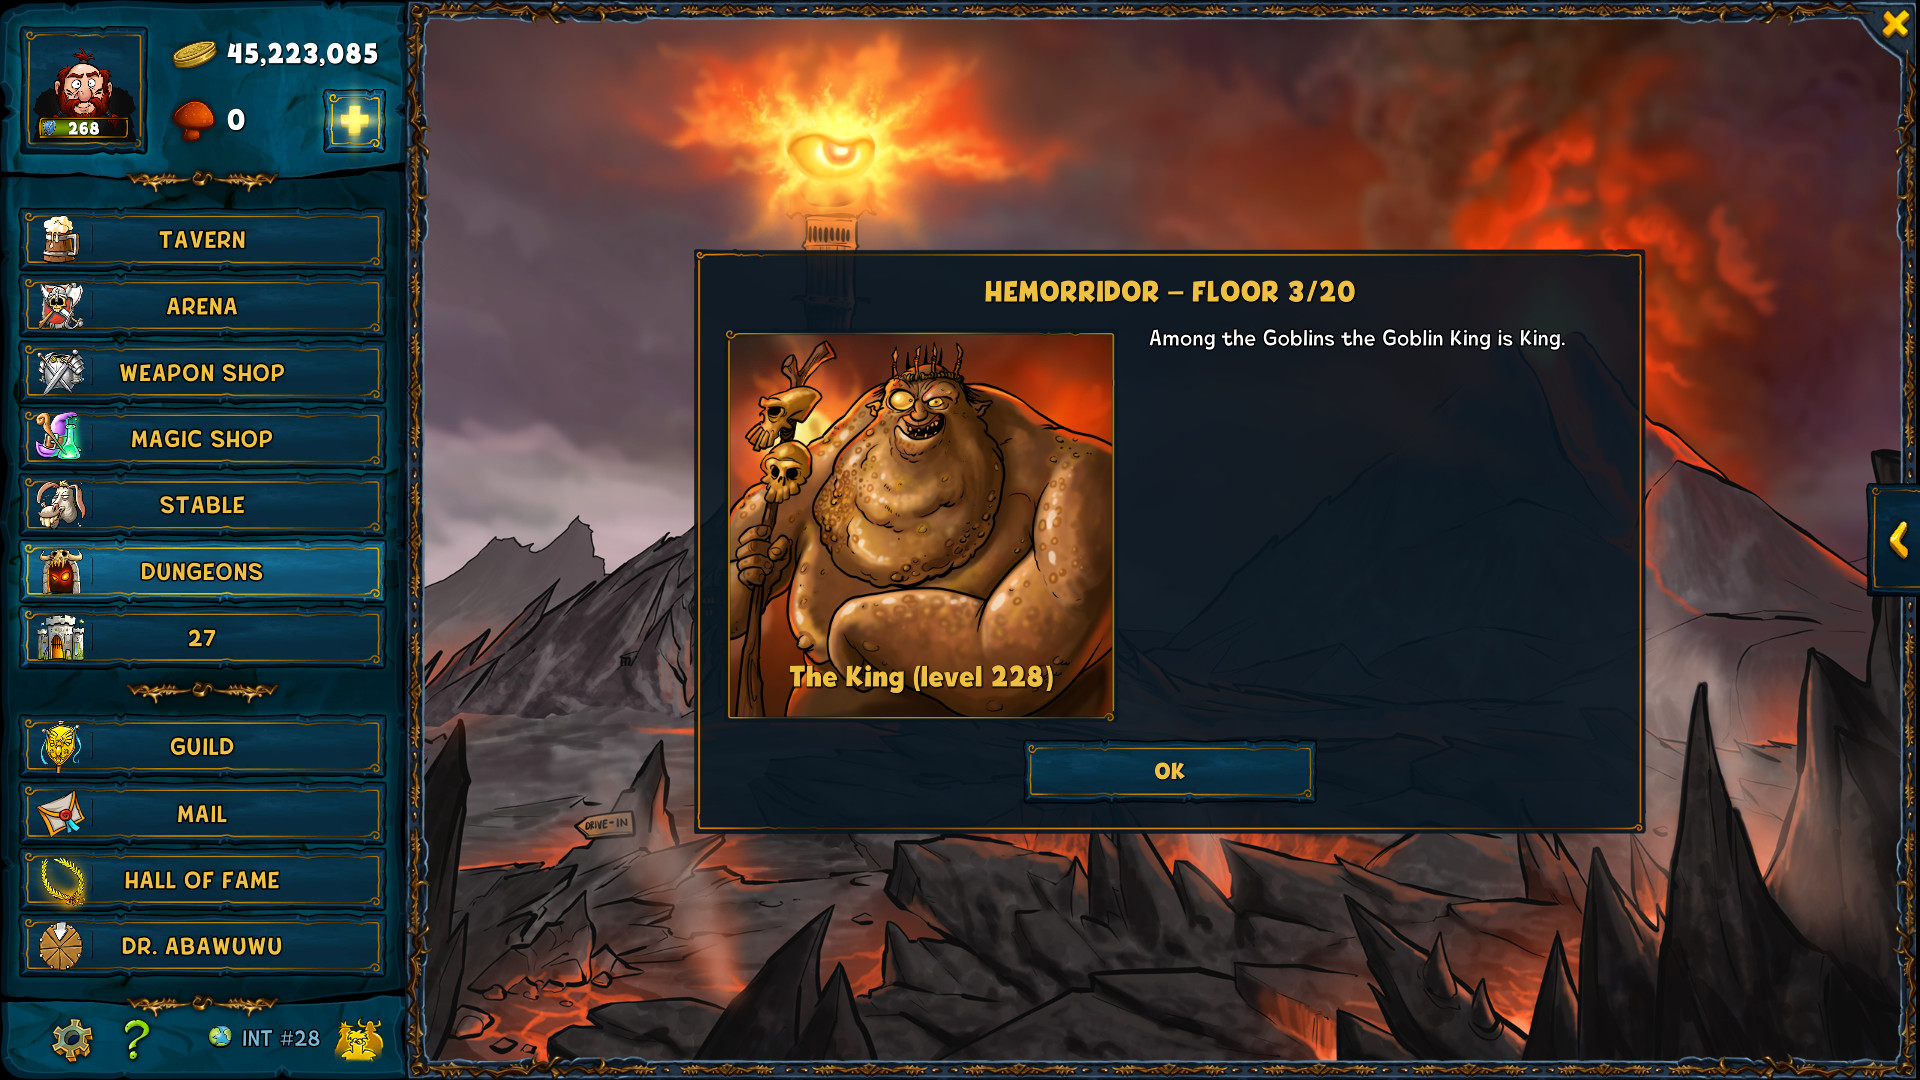 45,223,085
0
268
TAVERN
ARENA
WEAPON SHOP
MAGIC SHOP
STABLE
DUNGEONS
27
GUILD
MAIL
HALL OF FAME
DR. ABAWUWU
INT #28
HEMORRIDOR – FLOOR 3/20
Among the Goblins the Goblin King is King.
The King (level 228)
OK
DRIVE-IN